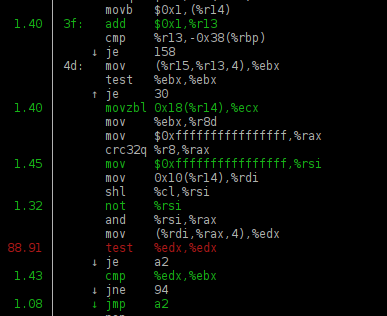 movb $0x1,(%r14)
1.40 3f: add $0x1,%r13
cmp %r13,-0x38(%rbp)
↓ je 158
4d: mov (%r15,%r13,4),%ebx
test %ebx,%ebx
↑ je 30
1.40 movzbl 0x18(%r14),%ecx
mov %ebx,%r8d
mov $0xffffffffffffffff,%rax
crc32q %r8,%rax
1.45 mov $0xffffffffffffffff,%rsi
mov 0x10(%r14),%rdi
shl %cl,%rsi
1.32 not %rsi
and %rsi,%rax
mov (%rdi,%rax,4),%edx
88.91 test %edx,%edx
↓ je a2
1.43 cmp %edx,%ebx
↓ jne 94
1.08 ↓ jmp a2